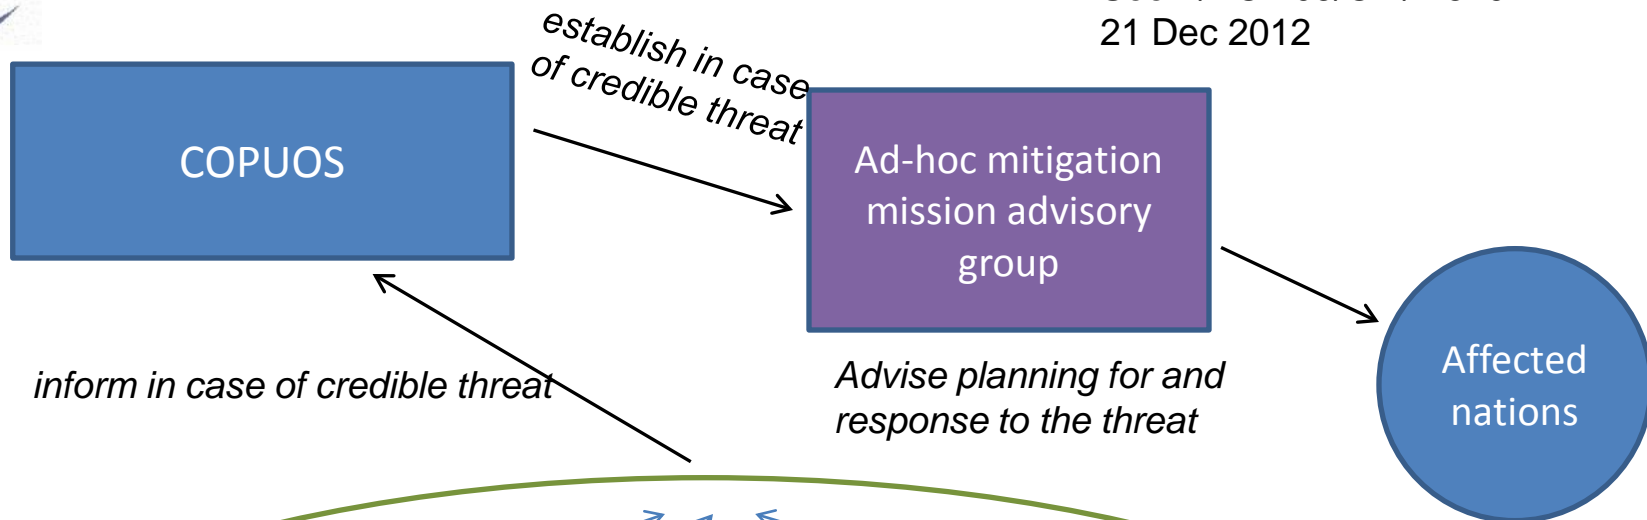 21 Dec 2012
establish in case
of credible threat
COPUOS
Ad-hoc mitigation
mission advisory
group
Affected
nations
inform in case of credible threat
Advise planning for and
response to the threat